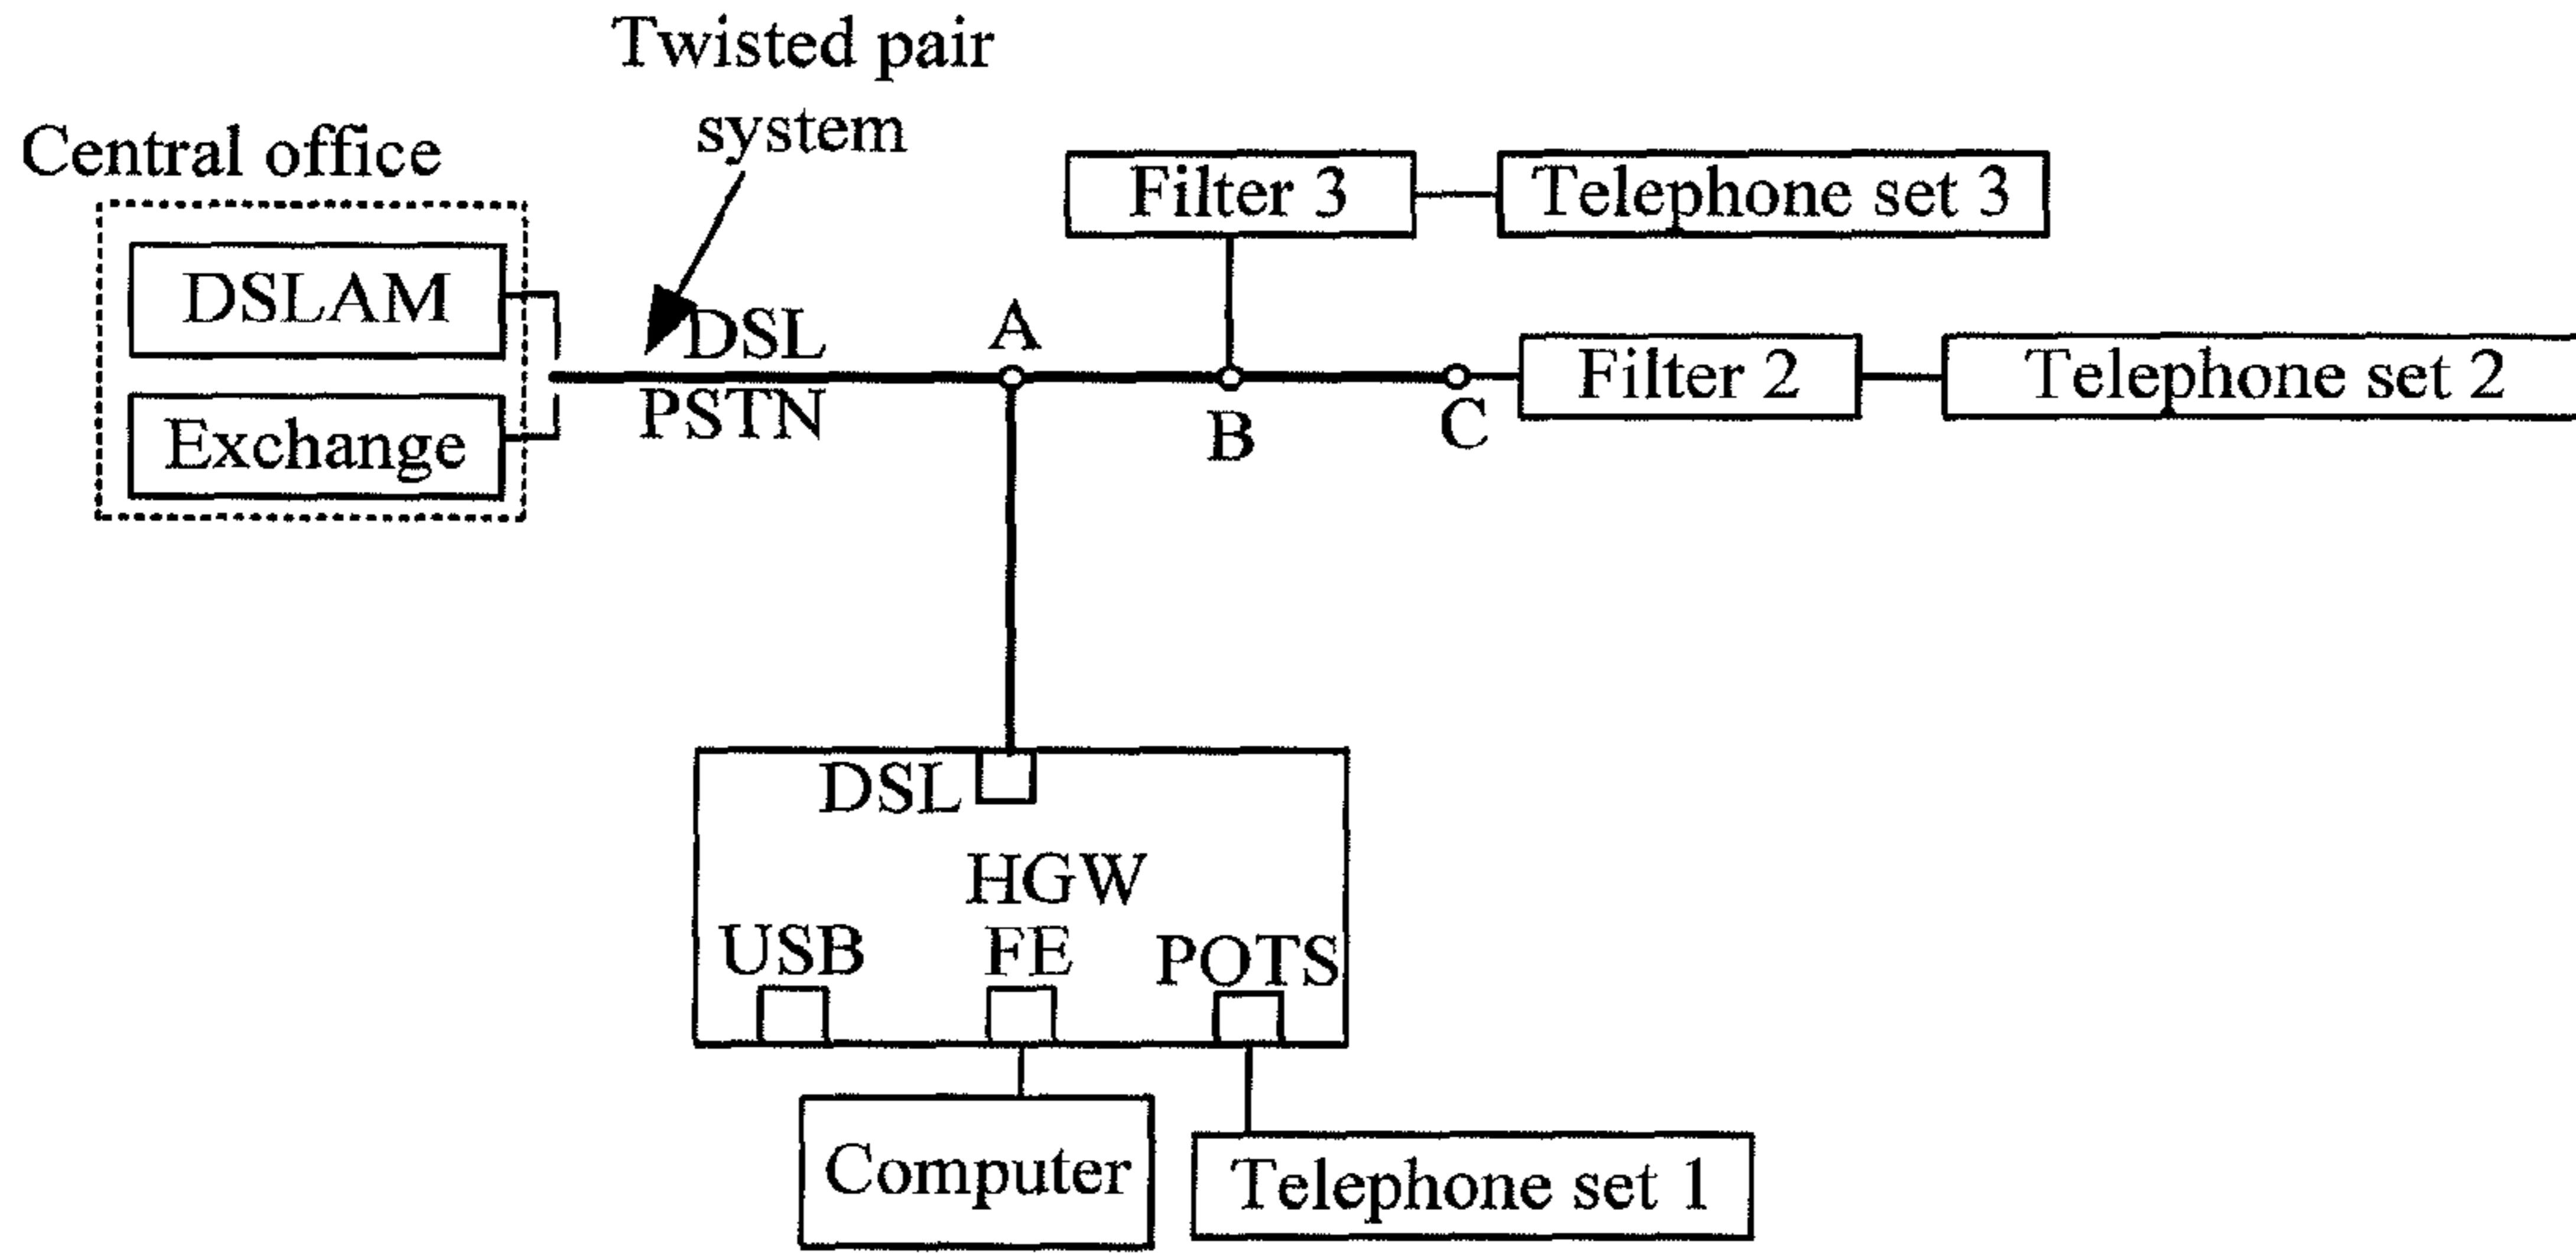 Twisted pair
system
Central office
DSLAM
Exchange
DSL
PSTN
A
B
C
Filter 3
Telephone set 3
Filter 2
Telephone set 2
DSL
HGW
USB
FE
POTS
Computer
Telephone set 1